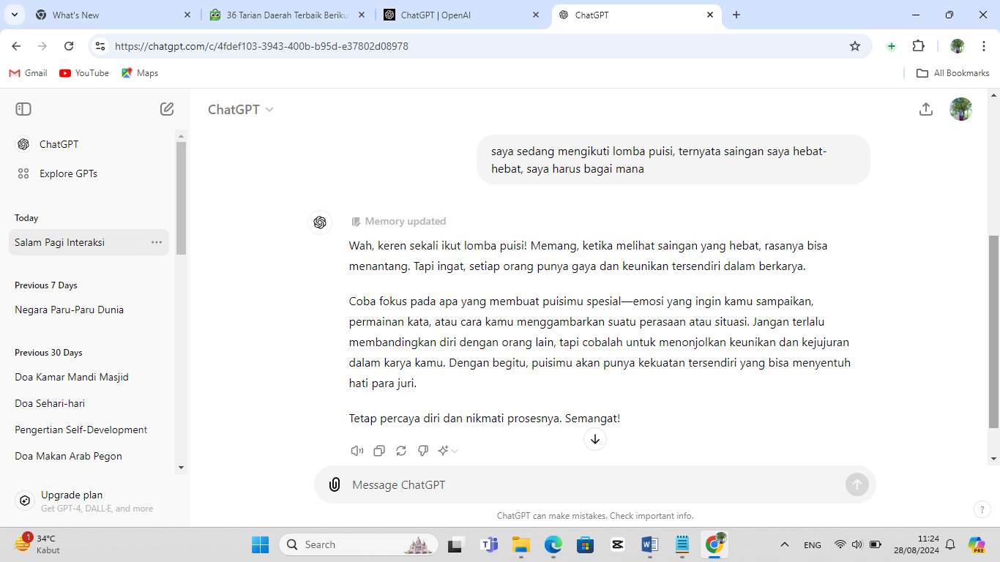 What's New
36 Tarian Daerah Terbaik Beriku
ChatGPT | OpenAI
ChatGPT
https://chatgpt.com/c/4fdef103-3943-400b-b95d-e37802d08978
Gmail
YouTube
Maps
All Bookmarks
ChatGPT
Explore GPTs
Today
Salam Pagi Interaksi
Previous 7 Days
Negara Paru-Paru Dunia
Previous 30 Days
Doa Kamar Mandi Masjid
Doa Sehari-hari
Pengertian Self-Development
Doa Makan Arab Pegon
Upgrade plan
Get GPT-4, DALL·E, and more
ChatGPT
saya sedang mengikuti lomba puisi, ternyata saingan saya hebat-
hebat, saya harus bagai mana
Memory updated
Wah, keren sekali ikut lomba puisi! Memang, ketika melihat saingan yang hebat, rasanya bisa
menantang. Tapi ingat, setiap orang punya gaya dan keunikan tersendiri dalam berkarya.
Coba fokus pada apa yang membuat puisimu spesial—emosi yang ingin kamu sampaikan,
permainan kata, atau cara kamu menggambarkan suatu perasaan atau situasi. Jangan terlalu
membandingkan diri dengan orang lain, tapi cobalah untuk menonjolkan keunikan dan kejujuran
dalam karya kamu. Dengan begitu, puisimu akan punya kekuatan tersendiri yang bisa menyentuh
hati para juri.
Tetap percaya diri dan nikmati prosesnya. Semangat!
Message ChatGPT
ChatGPT can make mistakes. Check important info.
?
1
34°C
Kabut
Search
ENG
11:24
28/08/2024
PRE